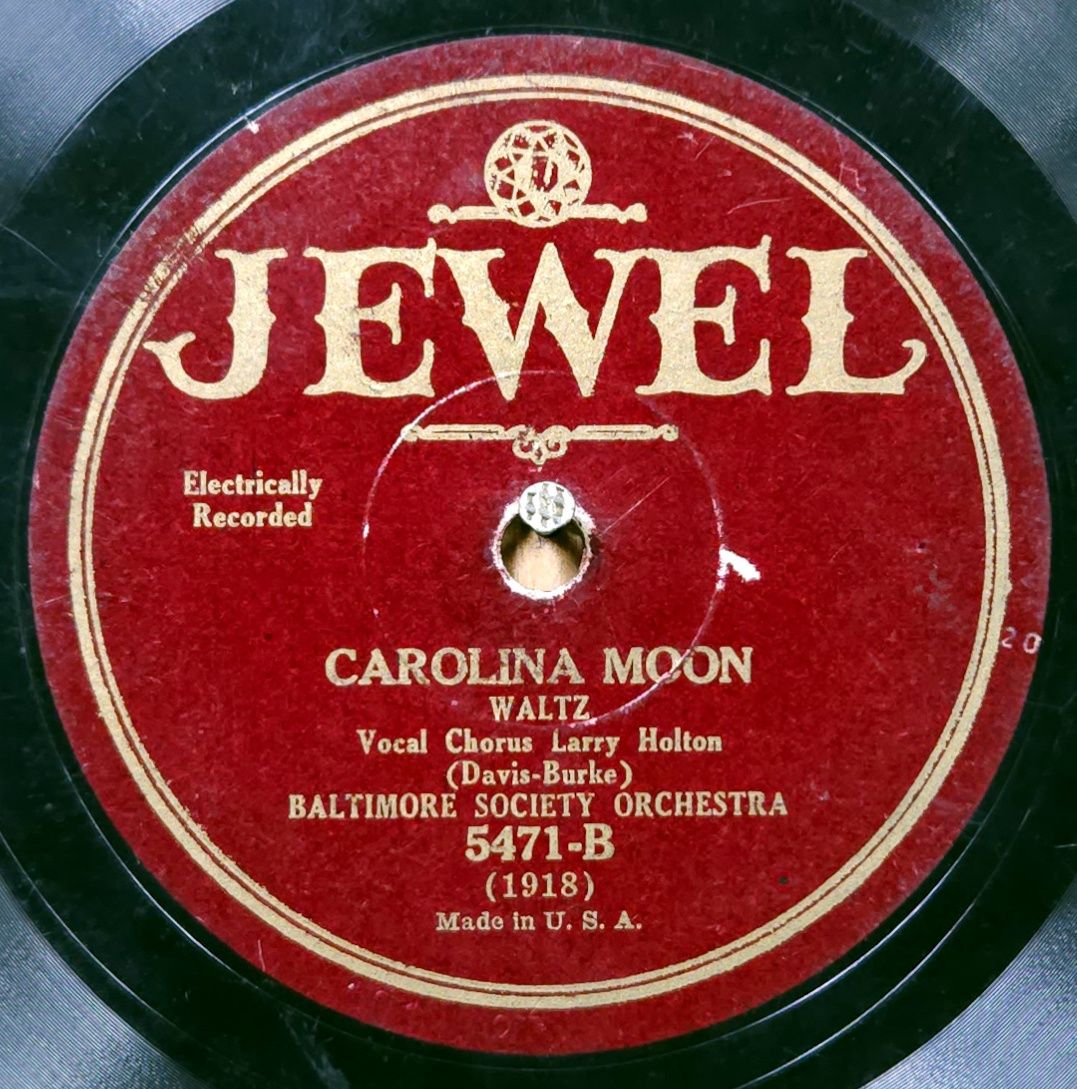 JEWEL
Electrically
Recorded
20
CAROLINA MOON
WALTZ
Vocal Chorus Larry Holton
(Davis-Burke)
BALTIMORE SOCIETY ORCHESTRA
5471-B
(1918)
Made in U. S. A.